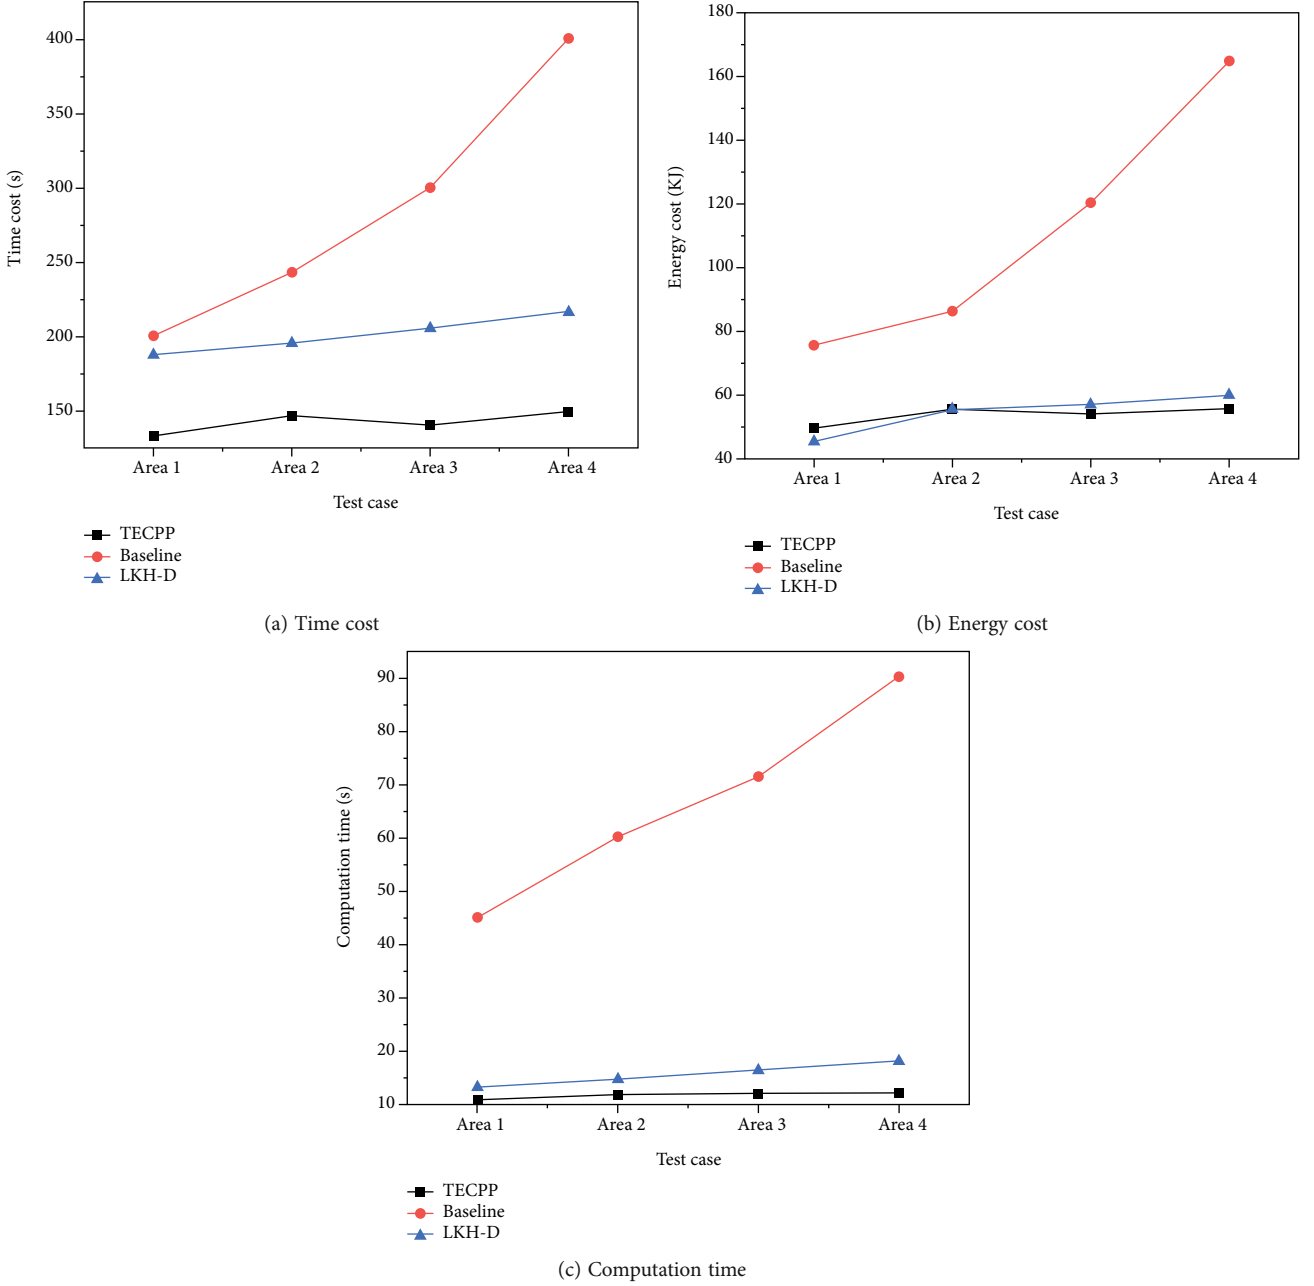 400
350
300
250
200
150
Time cost (s)
Area 1 Area 2 Area 3 Area 4
Test case
TECPP
Baseline
LKH-D
(a) Time cost
180
160
140
120
100
80
60
40
Energy cost (KJ)
Area 1 Area 2 Area 3 Area 4
Test case
TECPP
Baseline
LKH-D
(b) Energy cost
90
80
70
60
50
40
30
20
10
Computation time (s)
Area 1 Area 2 Area 3 Area 4
Test case
TECPP
Baseline
LKH-D
(c) Computation time